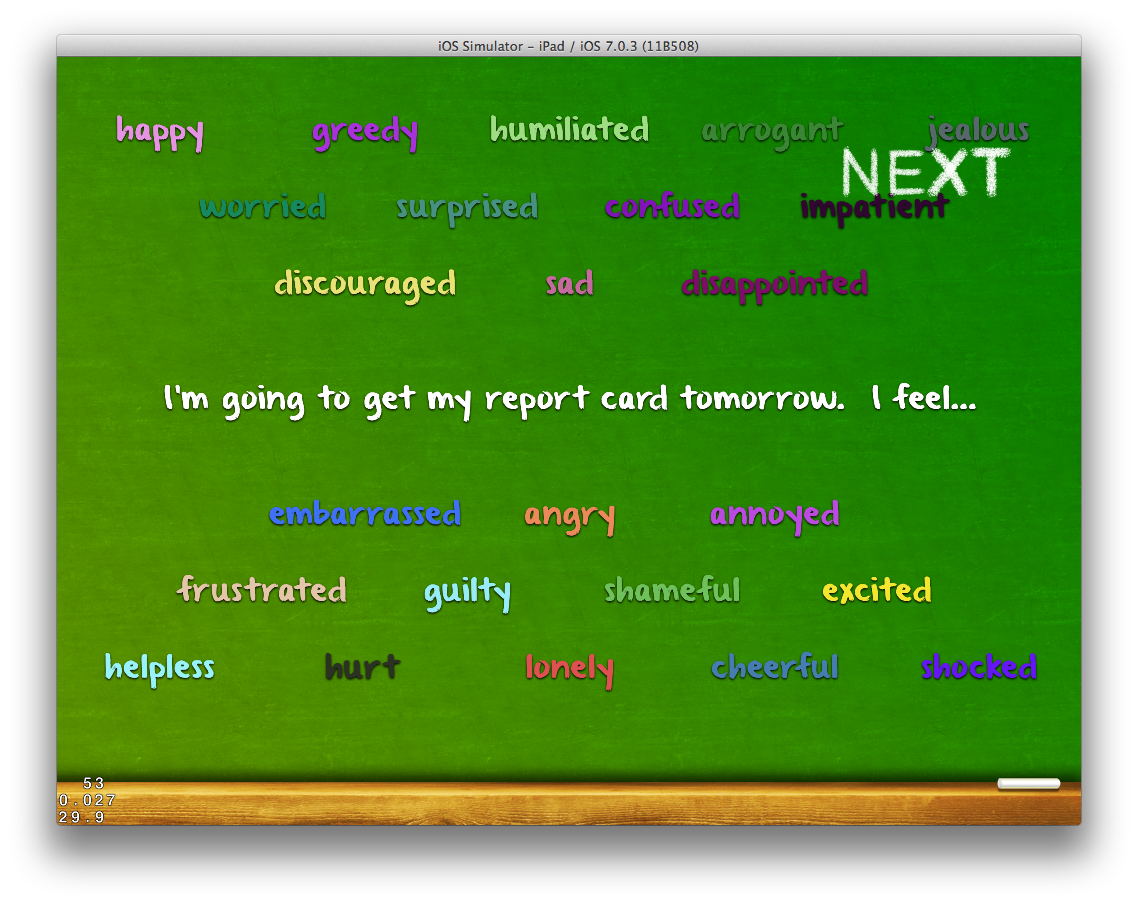 iOS Simulator – iPad / iOS 7.0.3 (11B508)
happy greedy humiliated arrogant jealous
NEXT
worried surprised confused impatient
discouraged sad disappointed
I'm going to get my report card tomorrow.  I feel...
embarrassed angry annoyed
frustrated guilty shameful excited
helpless hurt lonely cheerful shocked
53
0.027
29.9